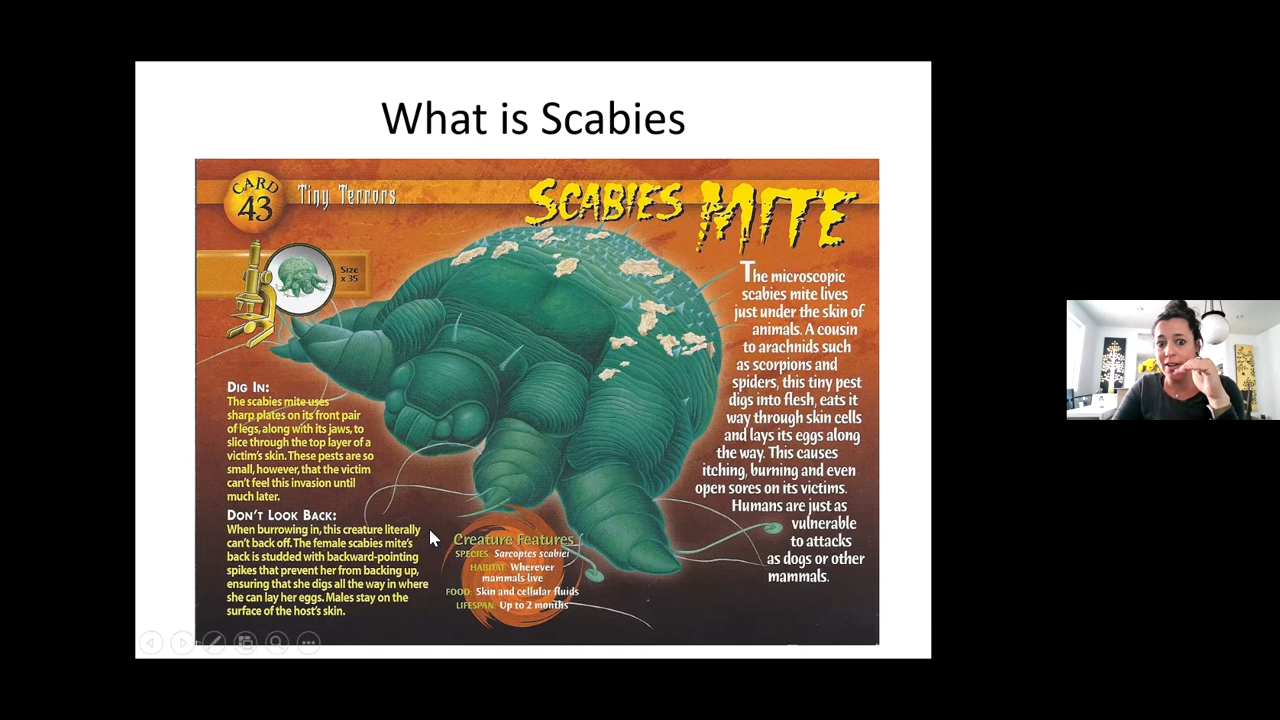 What is Scabies
CARD
43
Tiny Terrors
SCABIES MITE
Size
x 35
The microscopic
scabies mite lives
just under the skin of
animals. A cousin
to arachnids such
as scorpions and
spiders, this tiny pest
digs into flesh, eats it
way through skin cells
and lays its eggs along
the way. This causes
itching, burning and even
open sores on its victims.
Humans are just as
vulnerable
to attacks
as dogs or other
mammals.
DIG IN:
The scabies mite uses
sharp plates on its front pair
of legs, along with its jaws, to
slice through the top layer of a
victim's skin. These pests are so
small, however, that the victim
can't feel this invasion until
much later.
DON'T LOOK BACK:
When burrowing in, this creature literally
can't back off. The female scabies mite's
back is studded with backward-pointing
spikes that prevent her from backing up,
ensuring that she digs all the way in where
she can lay her eggs. Males stay on the
surface of the host's skin.
Creature Features
SPECIES: Sarcoptes scabiei
HABITAT: Wherever
mammals live
FOOD: Skin and cellular fluids
LIFESPAN: Up to 2 months